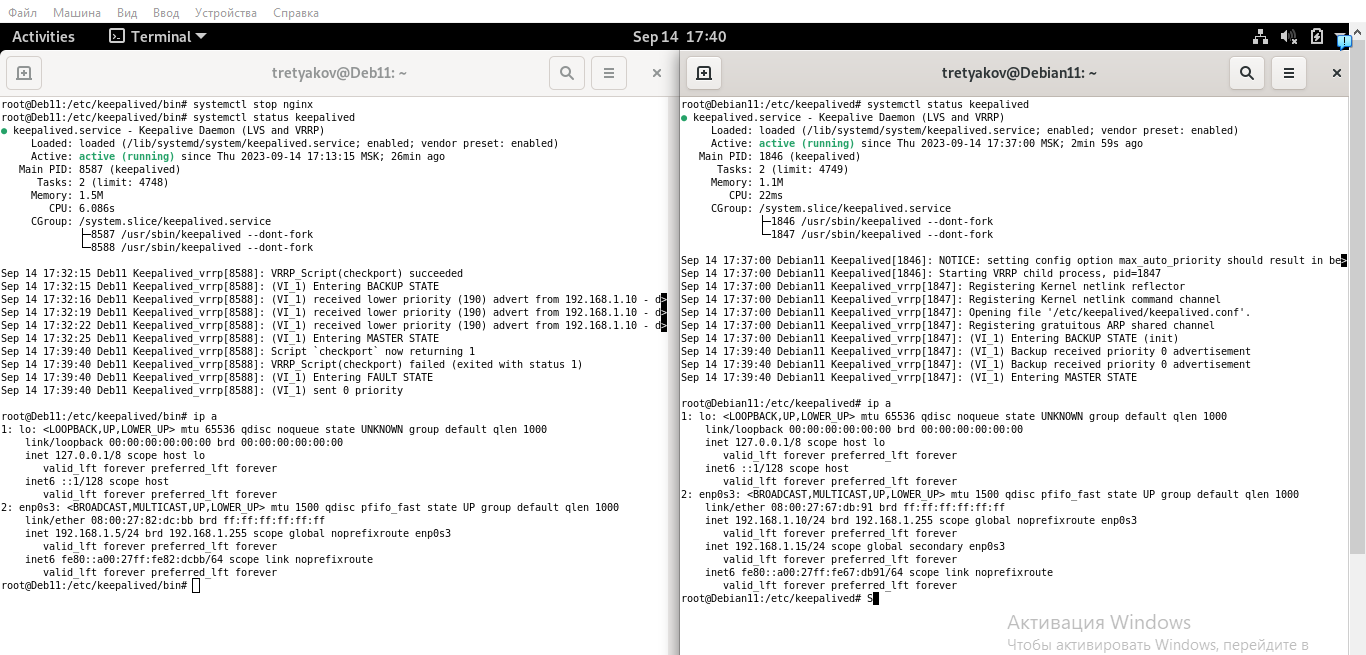 Файл Машина Вид Ввод Устройства Справка
Activities Terminal Sep 14 17:40
tretyakov@Deb11: ~
root@Deb11:/etc/keepalived/bin# systemctl stop nginx
root@Deb11:/etc/keepalived/bin# systemctl status keepalived
● keepalived.service - Keepalive Daemon (LVS and VRRP)
Loaded: loaded (/lib/systemd/system/keepalived.service; enabled; vendor preset: enabled)
Active: active (running) since Thu 2023-09-14 17:13:15 MSK; 26min ago
Main PID: 8587 (keepalived)
Tasks: 2 (limit: 4748)
Memory: 1.5M
CPU: 6.086s
CGroup: /system.slice/keepalived.service
├─8587 /usr/sbin/keepalived --dont-fork
└─8588 /usr/sbin/keepalived --dont-fork
Sep 14 17:32:15 Deb11 Keepalived_vrrp[8588]: VRRP_Script(checkport) succeeded
Sep 14 17:32:15 Deb11 Keepalived_vrrp[8588]: (VI_1) Entering BACKUP STATE
Sep 14 17:32:16 Deb11 Keepalived_vrrp[8588]: (VI_1) received lower priority (190) advert from 192.168.1.10 - d>
Sep 14 17:32:19 Deb11 Keepalived_vrrp[8588]: (VI_1) received lower priority (190) advert from 192.168.1.10 - d>
Sep 14 17:32:22 Deb11 Keepalived_vrrp[8588]: (VI_1) received lower priority (190) advert from 192.168.1.10 - d>
Sep 14 17:32:25 Deb11 Keepalived_vrrp[8588]: (VI_1) Entering MASTER STATE
Sep 14 17:39:40 Deb11 Keepalived_vrrp[8588]: Script `checkport` now returning 1
Sep 14 17:39:40 Deb11 Keepalived_vrrp[8588]: VRRP_Script(checkport) failed (exited with status 1)
Sep 14 17:39:40 Deb11 Keepalived_vrrp[8588]: (VI_1) Entering FAULT STATE
Sep 14 17:39:40 Deb11 Keepalived_vrrp[8588]: (VI_1) sent 0 priority
root@Deb11:/etc/keepalived/bin# ip a
1: lo: <LOOPBACK,UP,LOWER_UP> mtu 65536 qdisc noqueue state UNKNOWN group default qlen 1000
link/loopback 00:00:00:00:00:00 brd 00:00:00:00:00:00
inet 127.0.0.1/8 scope host lo
valid_lft forever preferred_lft forever
inet6 ::1/128 scope host
valid_lft forever preferred_lft forever
2: enp0s3: <BROADCAST,MULTICAST,UP,LOWER_UP> mtu 1500 qdisc pfifo_fast state UP group default qlen 1000
link/ether 08:00:27:82:dc:bb brd ff:ff:ff:ff:ff:ff
inet 192.168.1.5/24 brd 192.168.1.255 scope global noprefixroute enp0s3
valid_lft forever preferred_lft forever
inet6 fe80::a00:27ff:fe82:dcbb/64 scope link noprefixroute
valid_lft forever preferred_lft forever
root@Deb11:/etc/keepalived/bin#
tretyakov@Debian11: ~
root@Debian11:/etc/keepalived# systemctl status keepalived
● keepalived.service - Keepalive Daemon (LVS and VRRP)
Loaded: loaded (/lib/systemd/system/keepalived.service; enabled; vendor preset: enabled)
Active: active (running) since Thu 2023-09-14 17:37:00 MSK; 2min 59s ago
Main PID: 1846 (keepalived)
Tasks: 2 (limit: 4749)
Memory: 1.1M
CPU: 22ms
CGroup: /system.slice/keepalived.service
├─1846 /usr/sbin/keepalived --dont-fork
└─1847 /usr/sbin/keepalived --dont-fork
Sep 14 17:37:00 Debian11 Keepalived[1846]: NOTICE: setting config option max_auto_priority should result in be>
Sep 14 17:37:00 Debian11 Keepalived[1846]: Starting VRRP child process, pid=1847
Sep 14 17:37:00 Debian11 Keepalived_vrrp[1847]: Registering Kernel netlink reflector
Sep 14 17:37:00 Debian11 Keepalived_vrrp[1847]: Registering Kernel netlink command channel
Sep 14 17:37:00 Debian11 Keepalived_vrrp[1847]: Opening file '/etc/keepalived/keepalived.conf'.
Sep 14 17:37:00 Debian11 Keepalived_vrrp[1847]: Registering gratuitous ARP shared channel
Sep 14 17:37:00 Debian11 Keepalived_vrrp[1847]: (VI_1) Entering BACKUP STATE (init)
Sep 14 17:39:40 Debian11 Keepalived_vrrp[1847]: (VI_1) Backup received priority 0 advertisement
Sep 14 17:39:40 Debian11 Keepalived_vrrp[1847]: (VI_1) Backup received priority 0 advertisement
Sep 14 17:39:40 Debian11 Keepalived_vrrp[1847]: (VI_1) Entering MASTER STATE
root@Debian11:/etc/keepalived# ip a
1: lo: <LOOPBACK,UP,LOWER_UP> mtu 65536 qdisc noqueue state UNKNOWN group default qlen 1000
link/loopback 00:00:00:00:00:00 brd 00:00:00:00:00:00
inet 127.0.0.1/8 scope host lo
valid_lft forever preferred_lft forever
inet6 ::1/128 scope host
valid_lft forever preferred_lft forever
2: enp0s3: <BROADCAST,MULTICAST,UP,LOWER_UP> mtu 1500 qdisc pfifo_fast state UP group default qlen 1000
link/ether 08:00:27:67:db:91 brd ff:ff:ff:ff:ff:ff
inet 192.168.1.10/24 brd 192.168.1.255 scope global noprefixroute enp0s3
valid_lft forever preferred_lft forever
inet 192.168.1.15/24 scope global secondary enp0s3
valid_lft forever preferred_lft forever
inet6 fe80::a00:27ff:fe67:db91/64 scope link noprefixroute
valid_lft forever preferred_lft forever
root@Debian11:/etc/keepalived# S
Активация Windows
Чтобы активировать Windows, перейдите в